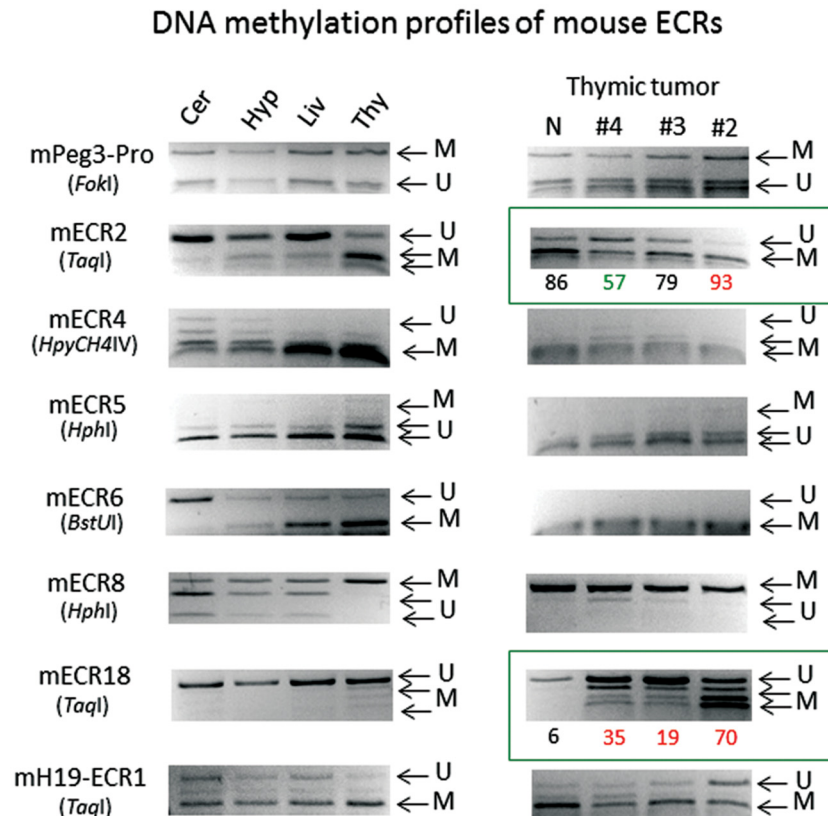 DNA methylation profiles of mouse ECRs
Cer Hyp Liv Thy
Thymic tumor
N #4 #3 #2
mPeg3-Pro
(FokI)
← M
← U
← M
← U
mECR2
(TaqI)
← U
← M
← U
← M
86 57 79 93
mECR4
(HpyCH4IV)
← U
← M
← U
← M
mECR5
(HphI)
← M
← U
← M
← U
mECR6
(BstUI)
← U
← M
← U
← M
mECR8
(HphI)
← M
← U
← M
← U
mECR18
(TaqI)
← U
← M
← U
← M
6 35 19 70
mH19-ECR1
(TaqI)
← U
← M
← U
← M